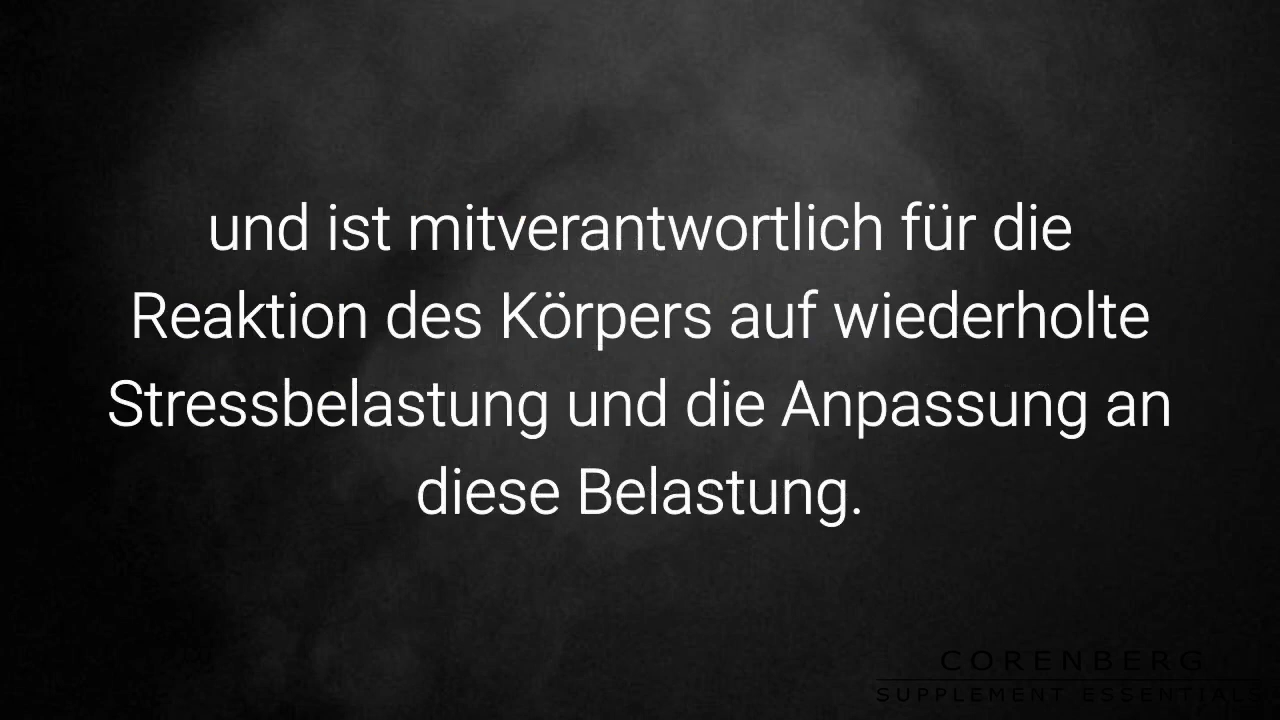 und ist mitverantwortlich für die
Reaktion des Körpers auf wiederholte
Stressbelastung und die Anpassung an
diese Belastung.
CORENBERG
SUPPLEMENT ESSENTIALS